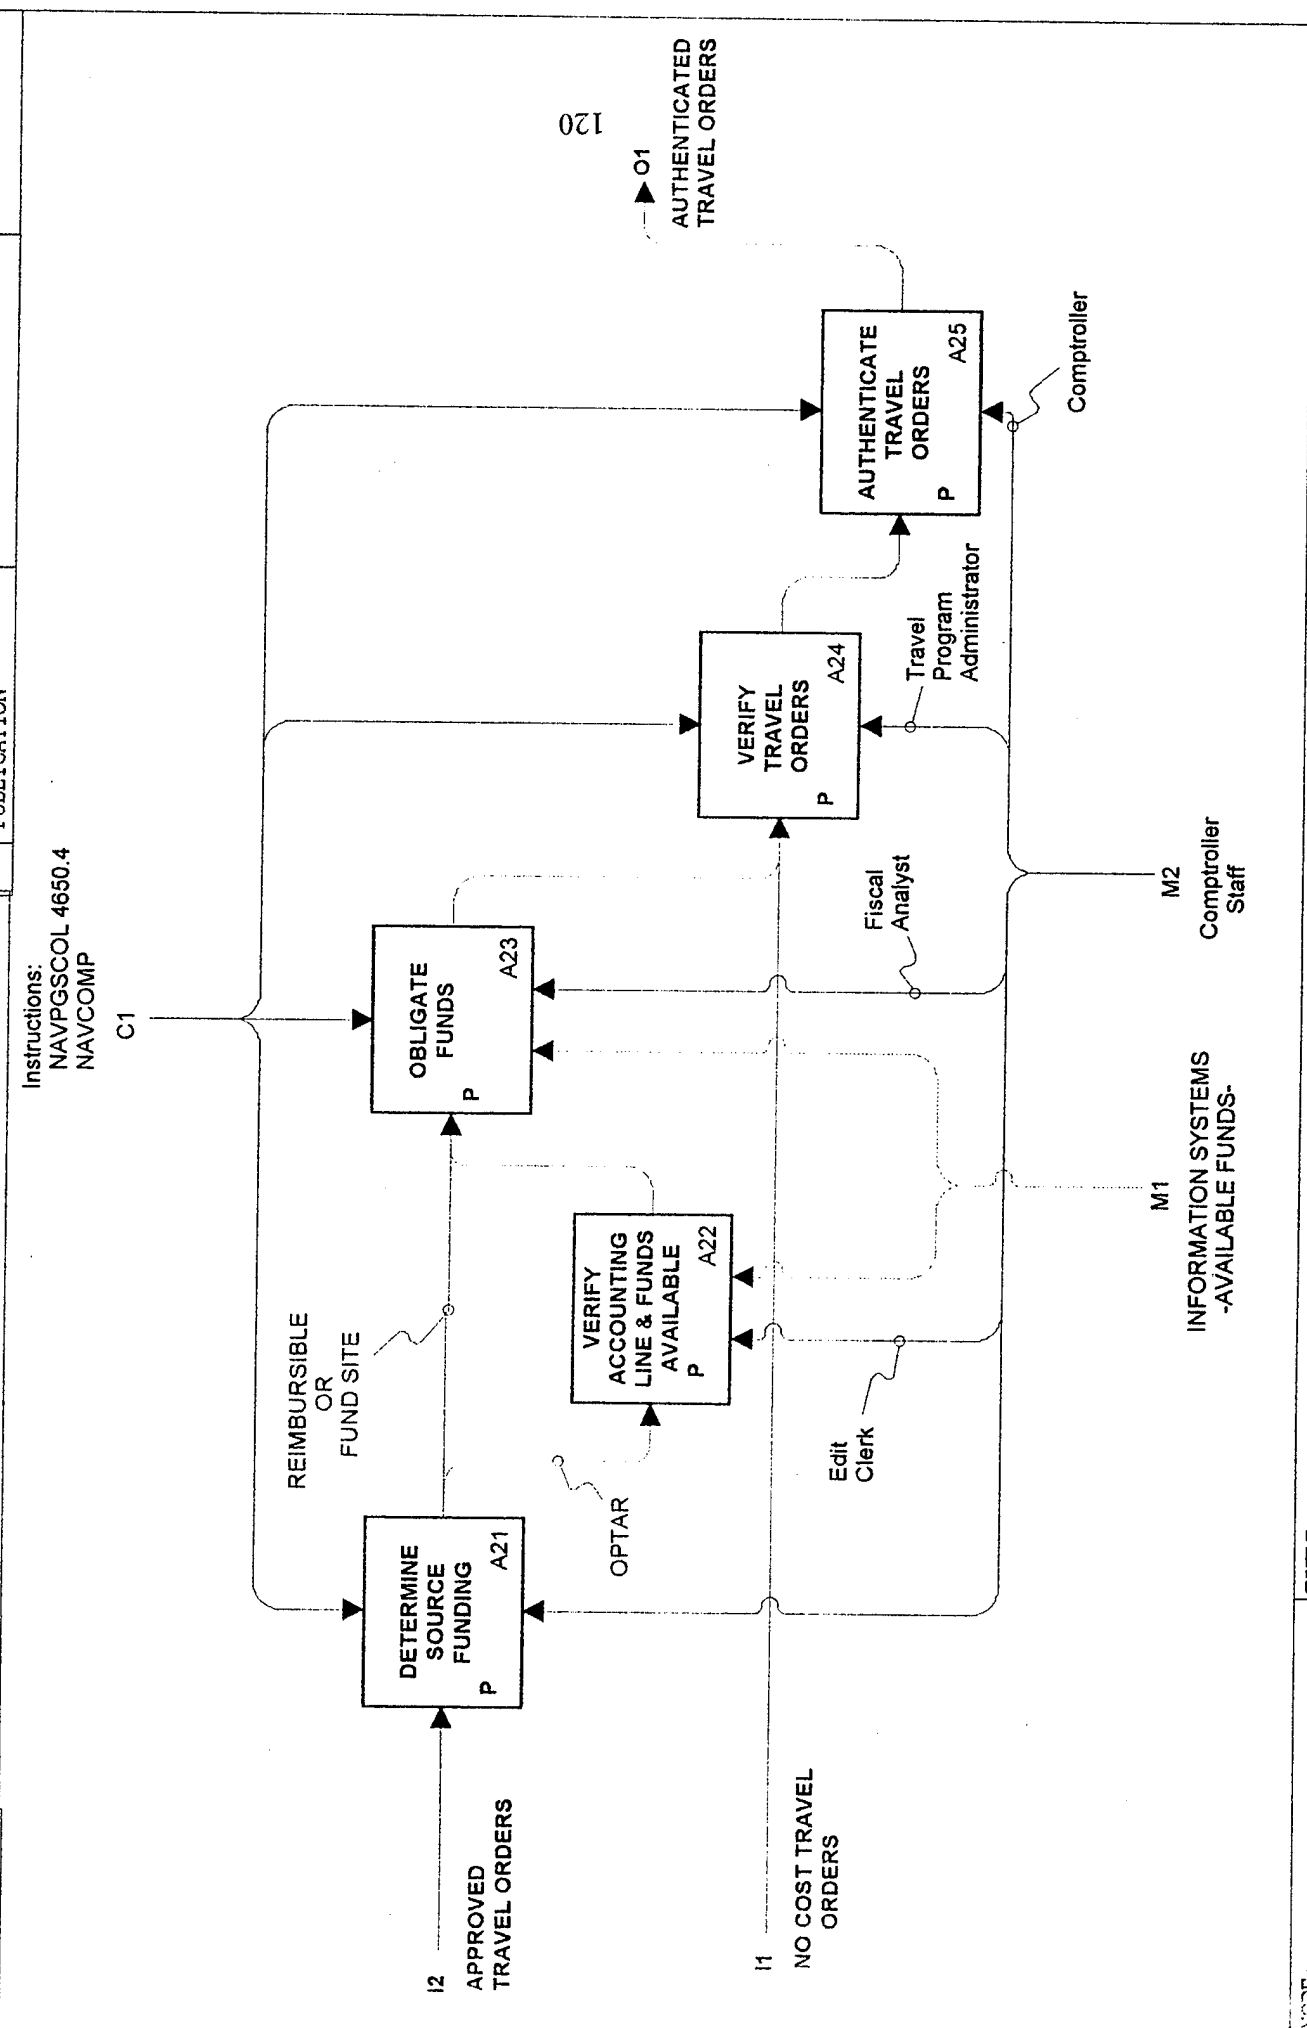 PUBLICATION
Instructions:
NAVPGSCOL 4650.4
NAVCOMP
C1
I2
APPROVED
TRAVEL ORDERS
I1
NO COST TRAVEL
ORDERS
DETERMINE
SOURCE
FUNDING
P
A21
REIMBURSIBLE
OR
FUND SITE
OPTAR
VERIFY
ACCOUNTING
LINE & FUNDS
AVAILABLE
P
A22
OBLIGATE
FUNDS
P
A23
VERIFY
TRAVEL
ORDERS
P
A24
AUTHENTICATE
TRAVEL
ORDERS
P
A25
O1
AUTHENTICATED
TRAVEL ORDERS
Edit
Clerk
Fiscal
Analyst
Travel
Program
Administrator
Comptroller
M1
INFORMATION SYSTEMS
-AVAILABLE FUNDS-
M2
Comptroller
Staff
120